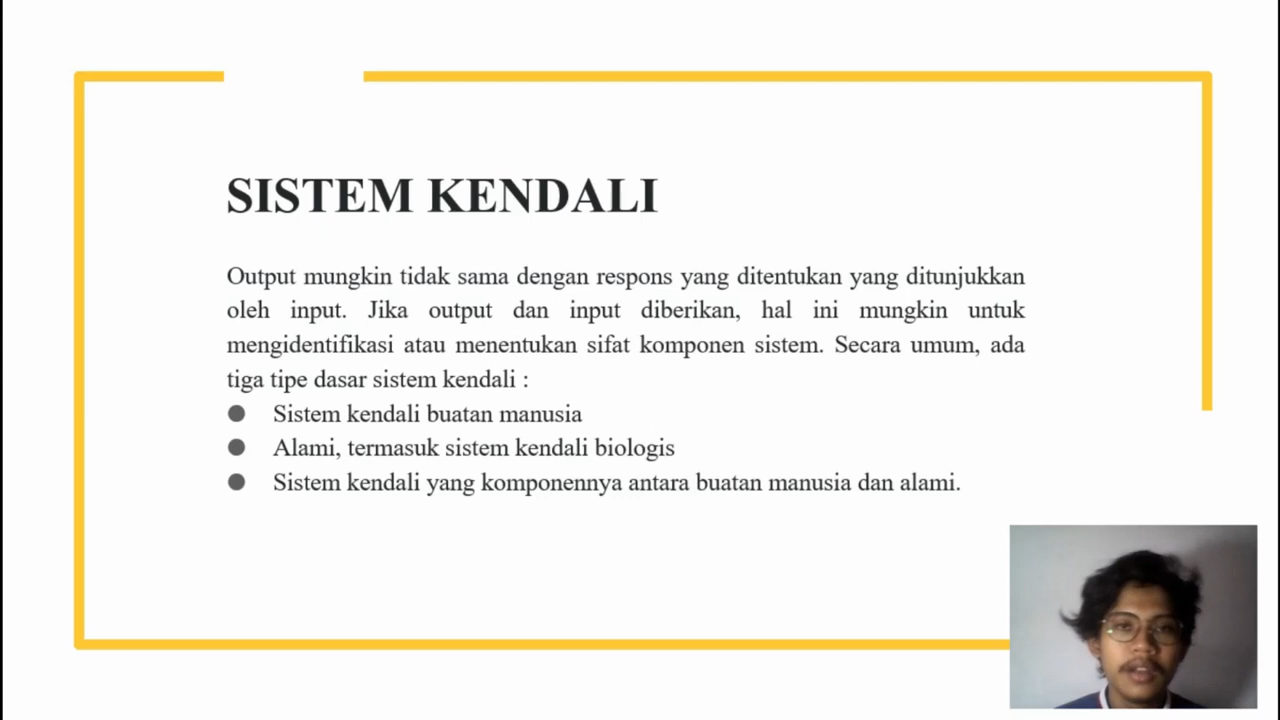 SISTEM KENDALI
Output mungkin tidak sama dengan respons yang ditentukan yang ditunjukkan
oleh input. Jika output dan input diberikan, hal ini mungkin untuk
mengidentifikasi atau menentukan sifat komponen sistem. Secara umum, ada
tiga tipe dasar sistem kendali :
● Sistem kendali buatan manusia
● Alami, termasuk sistem kendali biologis
● Sistem kendali yang komponennya antara buatan manusia dan alami.